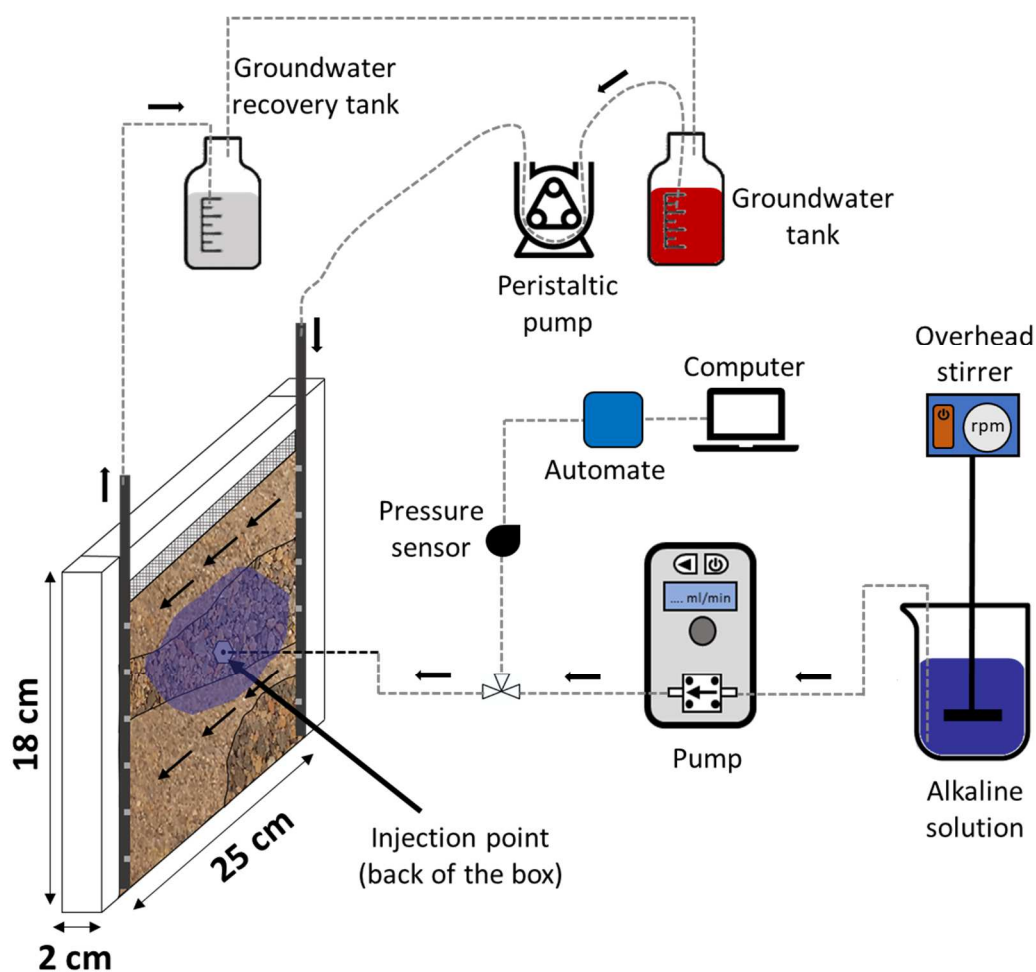 Groundwater
recovery tank
Groundwater
tank
Peristaltic
pump
Overhead
stirrer
rpm
Computer
Automate
Pressure
sensor
.... ml/min
Pump
Alkaline
solution
Injection point
(back of the box)
18 cm
25 cm
2 cm